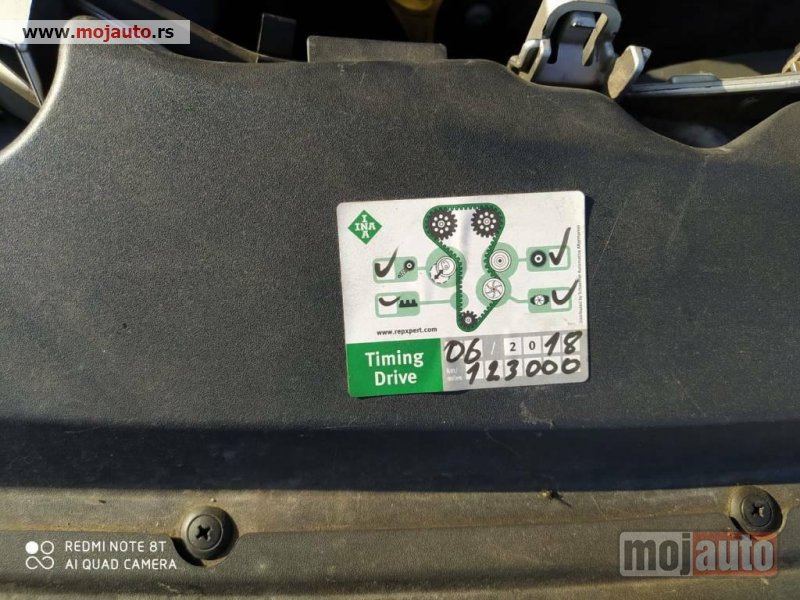 www.mojauto.rs
INA
INA
www.repxpert.com
Timing
Drive
06 / 2018
km/
miles 123000
REDMI NOTE 8T
AI QUAD CAMERA
mojauto